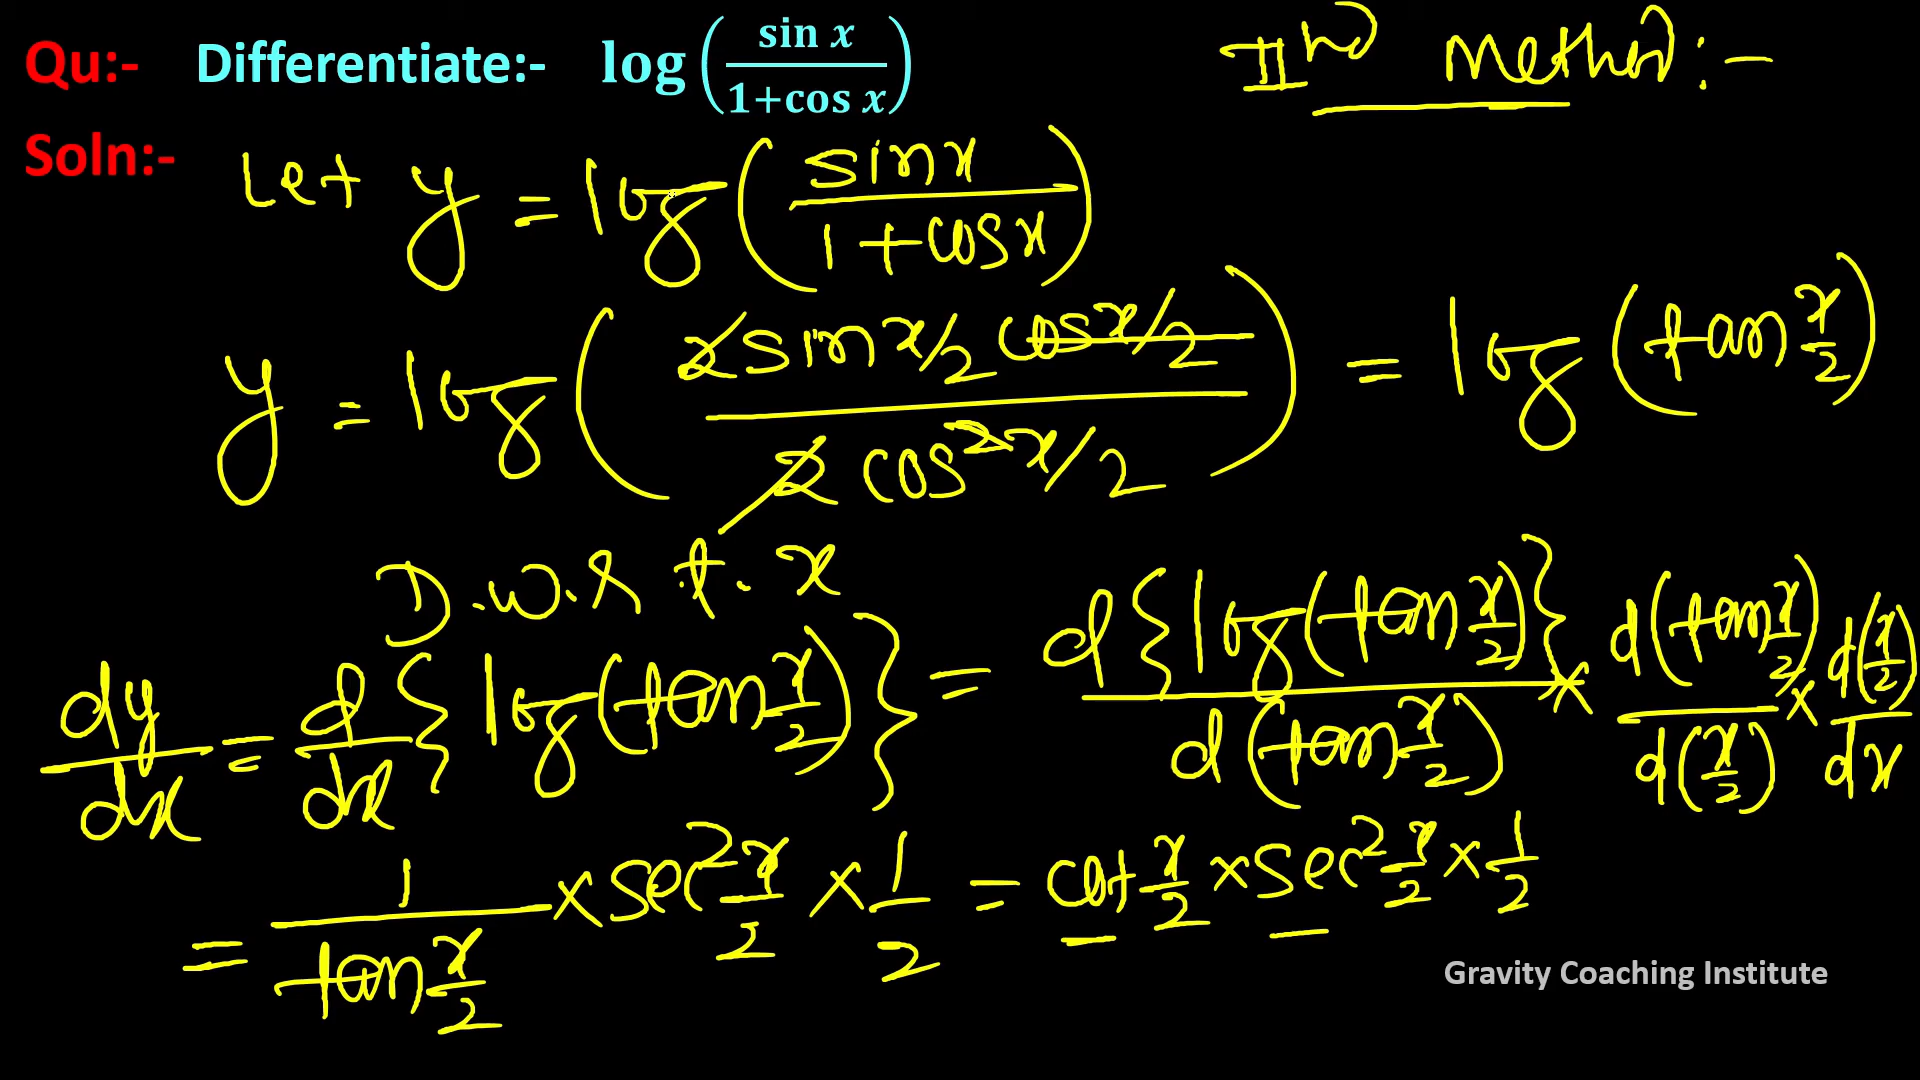 Qu:- Differentiate:- log(sin x / 1+cos x) IInd Method:-
Soln:- Let y = log(sinx / 1+cosx)
y = log(2sin x/2 cos x/2 / 2 cos² x/2) = log(tan x/2)
D.w.r.t. x
dy/dx = d/dx {log(tan x/2)} = d{log(tan x/2)} / d(tan x/2) × d(tan x/2) / d(x/2) × d(x/2) / dx
= 1 / tan x/2 × sec² x/2 × 1/2 = cot x/2 × sec² x/2 × 1/2
Gravity Coaching Institute